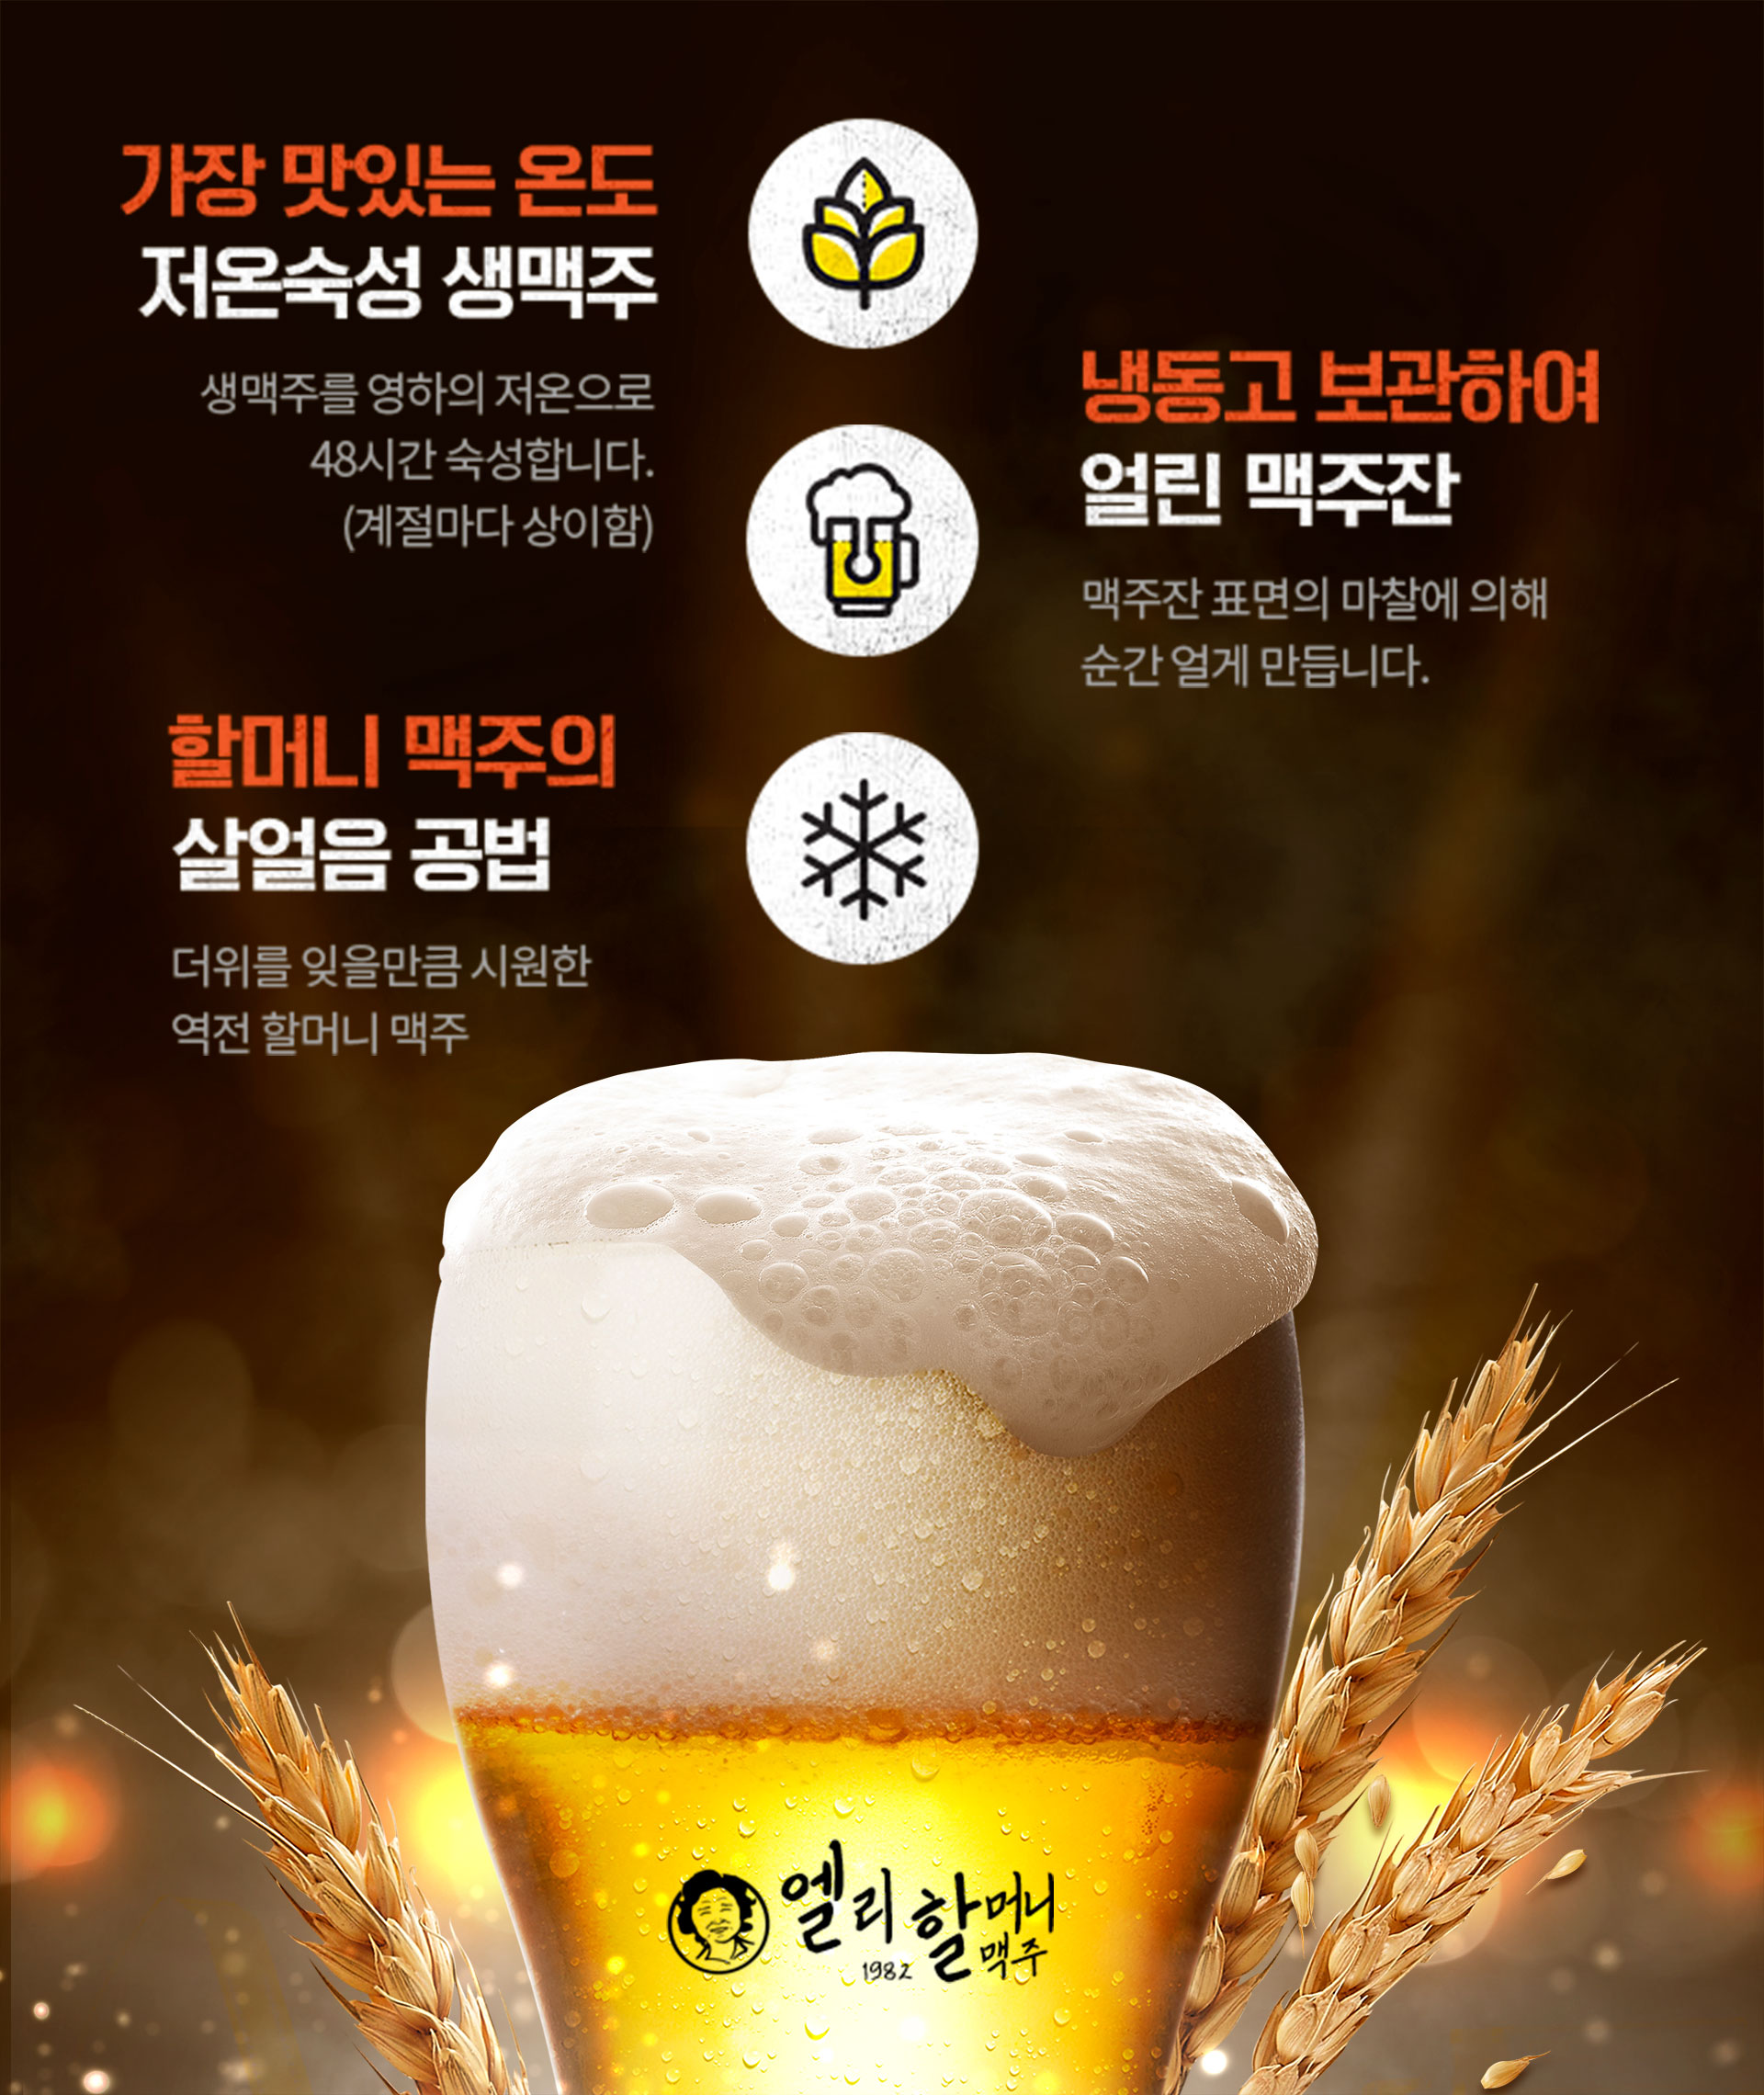 가장 맛있는 온도
저온숙성 생맥주
생맥주를 영하의 저온으로
48시간 숙성합니다.
(계절마다 상이함)
냉동고 보관하여
얼린 맥주잔
맥주잔 표면의 마찰에 의해
순간 얼게 만듭니다.
할머니 맥주의
살얼음 공법
더위를 잊을만큼 시원한
역전 할머니 맥주
엘리 할머니
1982 맥주